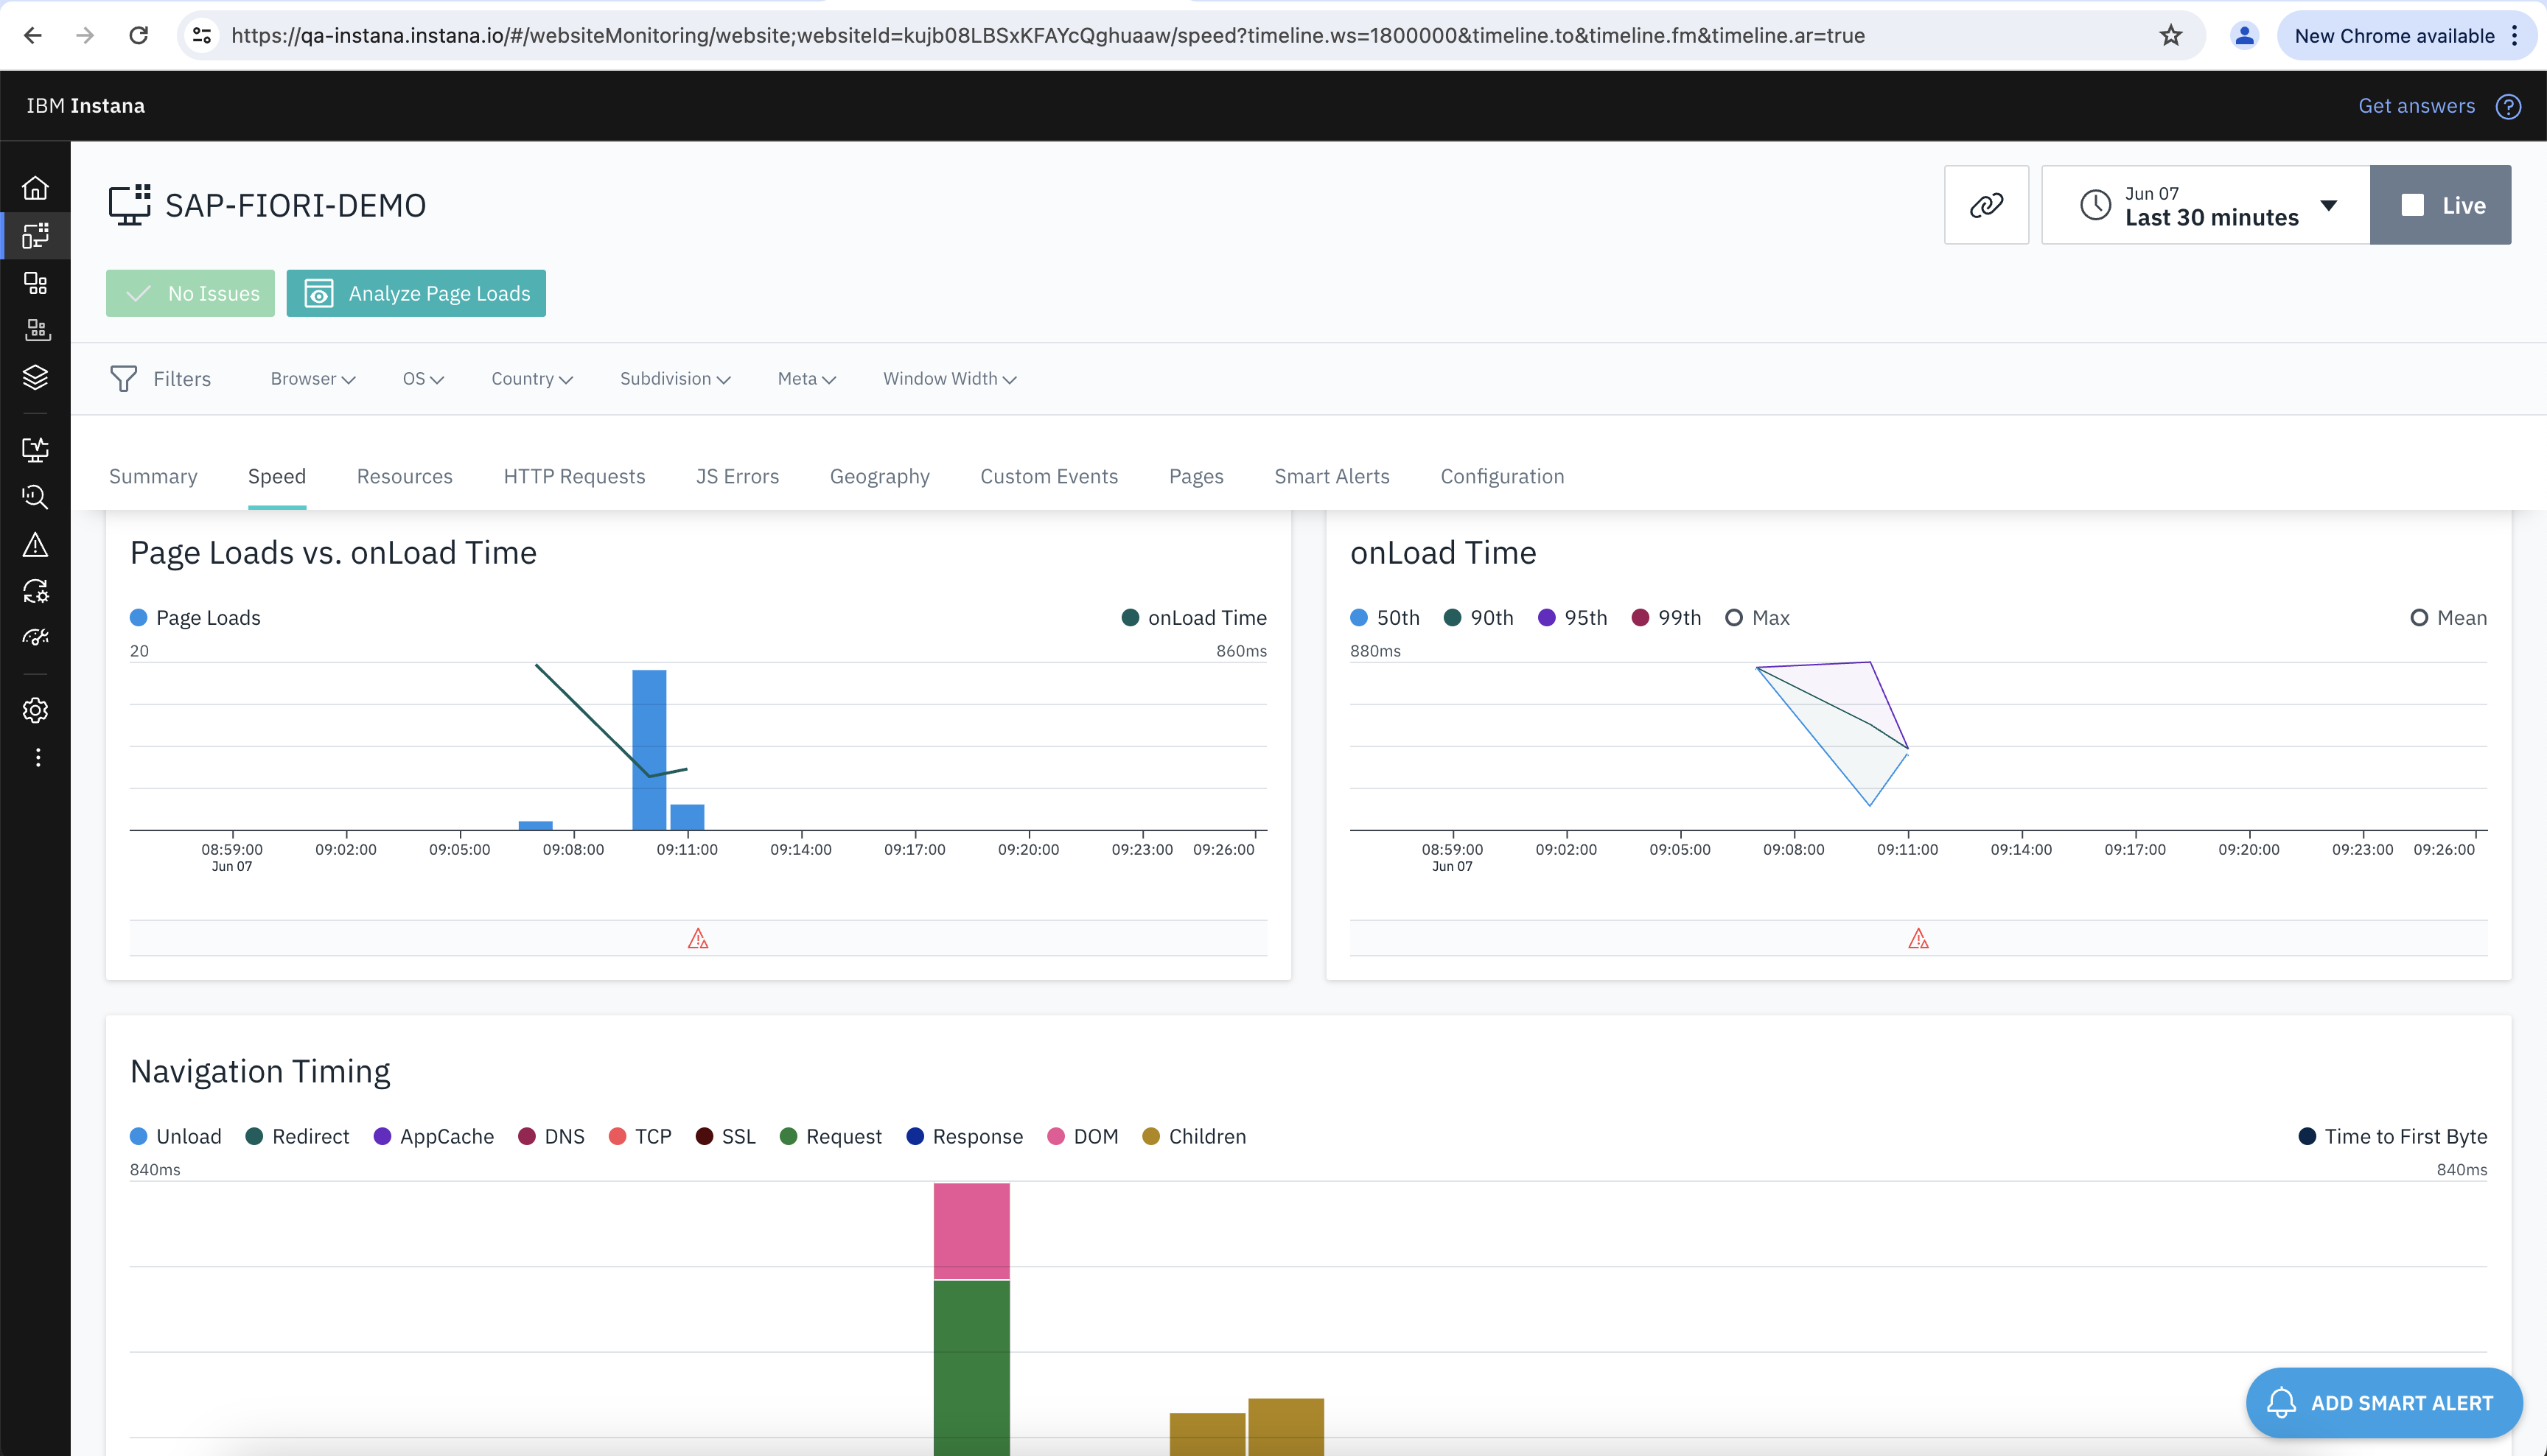 https://qa-instana.instana.io/#/websiteMonitoring/website;websiteId=kujb08LBSxKFAYcQghuaaw/speed?timeline.ws=1800000&timeline.to&timeline.fm&timeline.ar=true
New Chrome available
IBM Instana
Get answers
SAP-FIORI-DEMO
Jun 07
Last 30 minutes
Live
No Issues
Analyze Page Loads
Filters
Browser
OS
Country
Subdivision
Meta
Window Width
Summary
Speed
Resources
HTTP Requests
JS Errors
Geography
Custom Events
Pages
Smart Alerts
Configuration
Page Loads vs. onLoad Time
Page Loads
onLoad Time
20
860ms
08:59:00 09:02:00 09:05:00 09:08:00 09:11:00 09:14:00 09:17:00 09:20:00 09:23:00 09:26:00
Jun 07
onLoad Time
50th 90th 95th 99th Max
Mean
880ms
08:59:00 09:02:00 09:05:00 09:08:00 09:11:00 09:14:00 09:17:00 09:20:00 09:23:00 09:26:00
Jun 07
Navigation Timing
Unload Redirect AppCache DNS TCP SSL Request Response DOM Children
Time to First Byte
840ms
840ms
ADD SMART ALERT